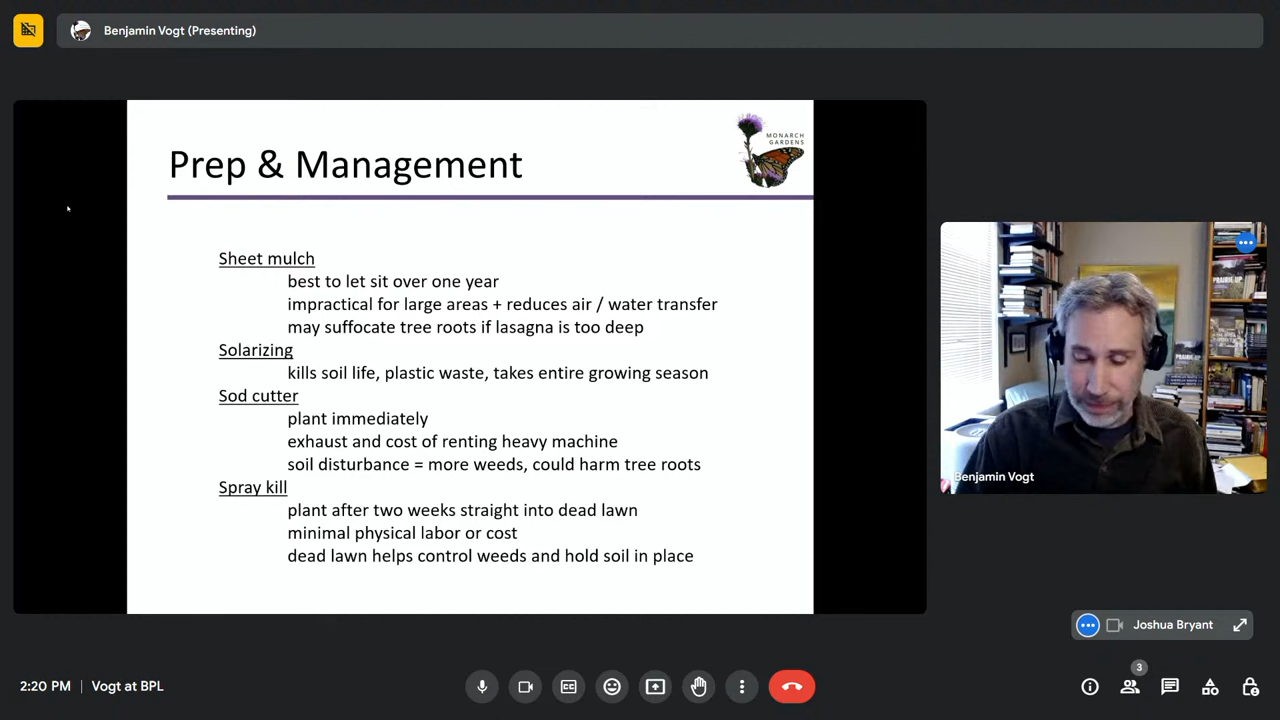 Benjamin Vogt (Presenting)
MONARCH
GARDENS
Prep & Management
Sheet mulch
best to let sit over one year
impractical for large areas + reduces air / water transfer
may suffocate tree roots if lasagna is too deep
Solarizing
kills soil life, plastic waste, takes entire growing season
Sod cutter
plant immediately
exhaust and cost of renting heavy machine
soil disturbance = more weeds, could harm tree roots
Spray kill
plant after two weeks straight into dead lawn
minimal physical labor or cost
dead lawn helps control weeds and hold soil in place
PRAIRIE UP
PRAIRIE UP
Benjamin Vogt
Joshua Bryant
3
2:20 PM | Vogt at BPL